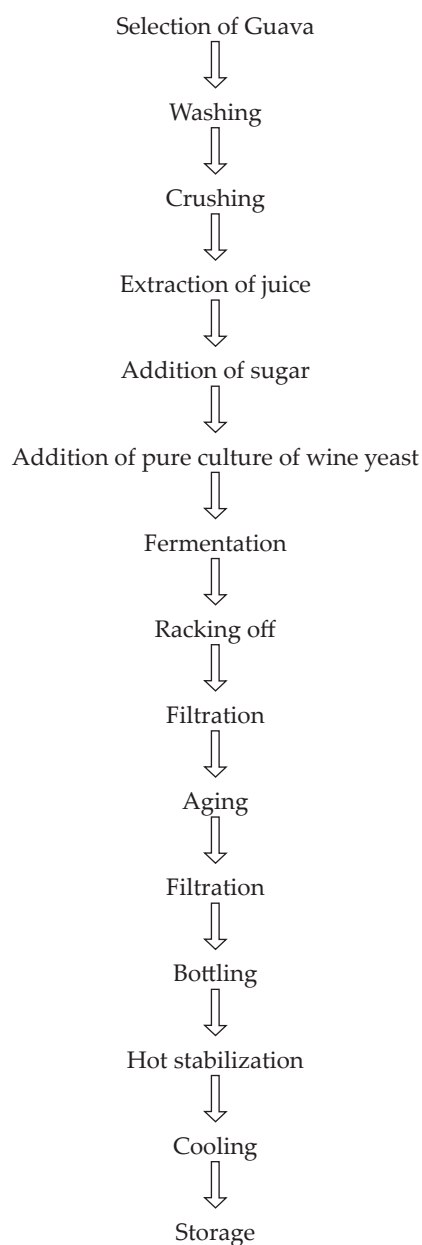 Selection of Guava
Washing
Crushing
Extraction of juice
Addition of sugar
Addition of pure culture of wine yeast
Fermentation
Racking off
Filtration
Aging
Filtration
Bottling
Hot stabilization
Cooling
Storage